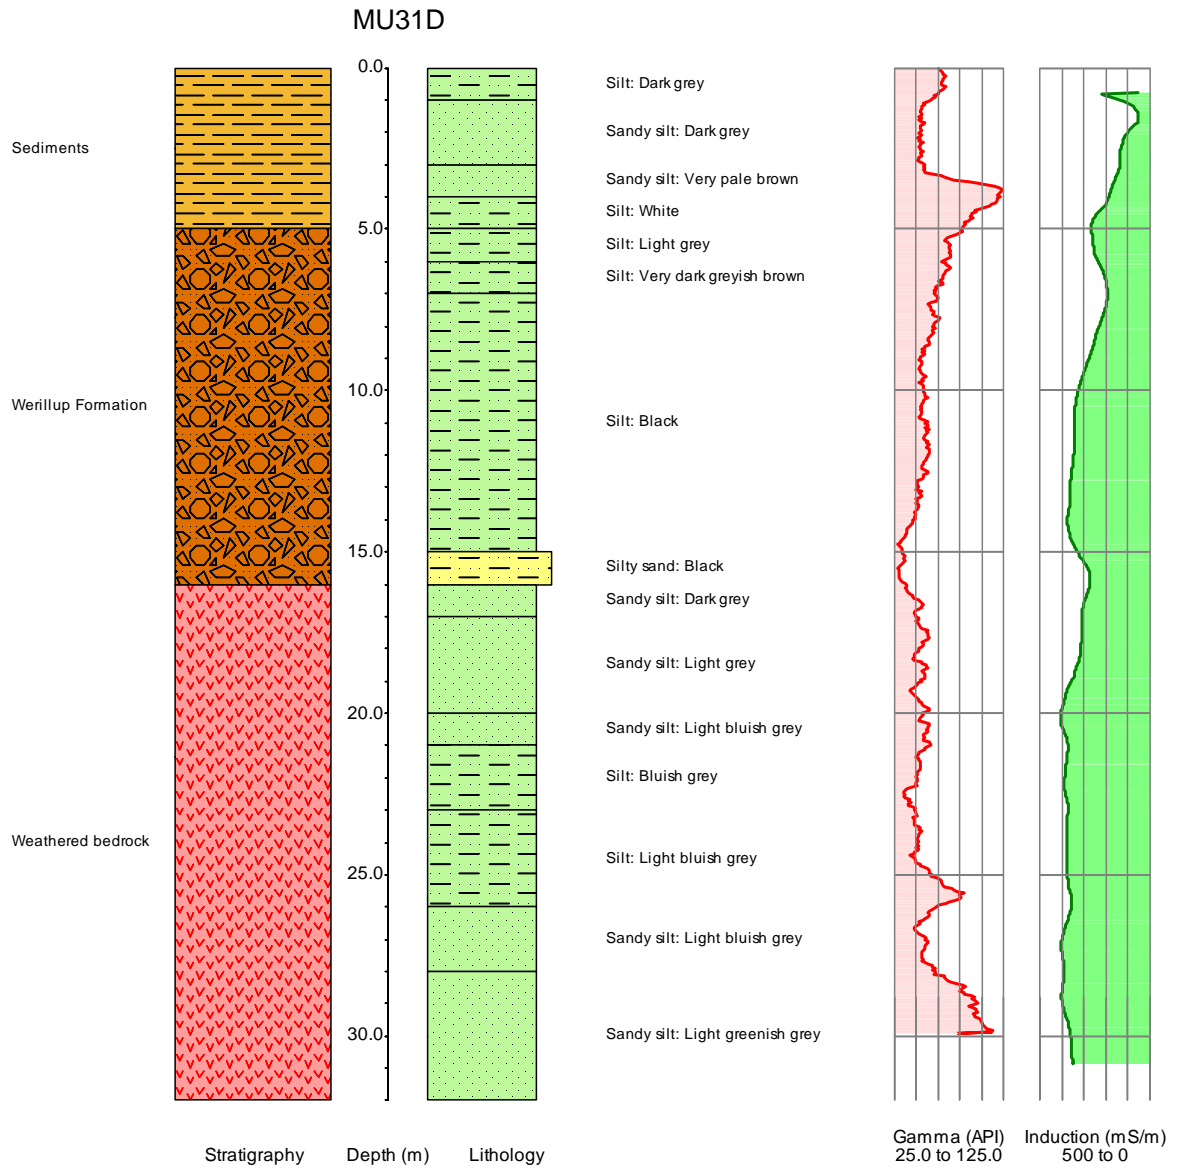 MU31D
0.0
Silt: Dark grey
Sandy silt: Dark grey
Sediments
Sandy silt: Very pale brown
Silt: White
5.0
Silt: Light grey
Silt: Very dark greyish brown
10.0
Werillup Formation
Silt: Black
15.0
Silty sand: Black
Sandy silt: Dark grey
Sandy silt: Light grey
20.0
Sandy silt: Light bluish grey
Silt: Bluish grey
Weathered bedrock
Silt: Light bluish grey
25.0
Sandy silt: Light bluish grey
30.0
Sandy silt: Light greenish grey
Stratigraphy
Depth (m)
Lithology
Gamma (API)
25.0 to 125.0
Induction (mS/m)
500 to 0